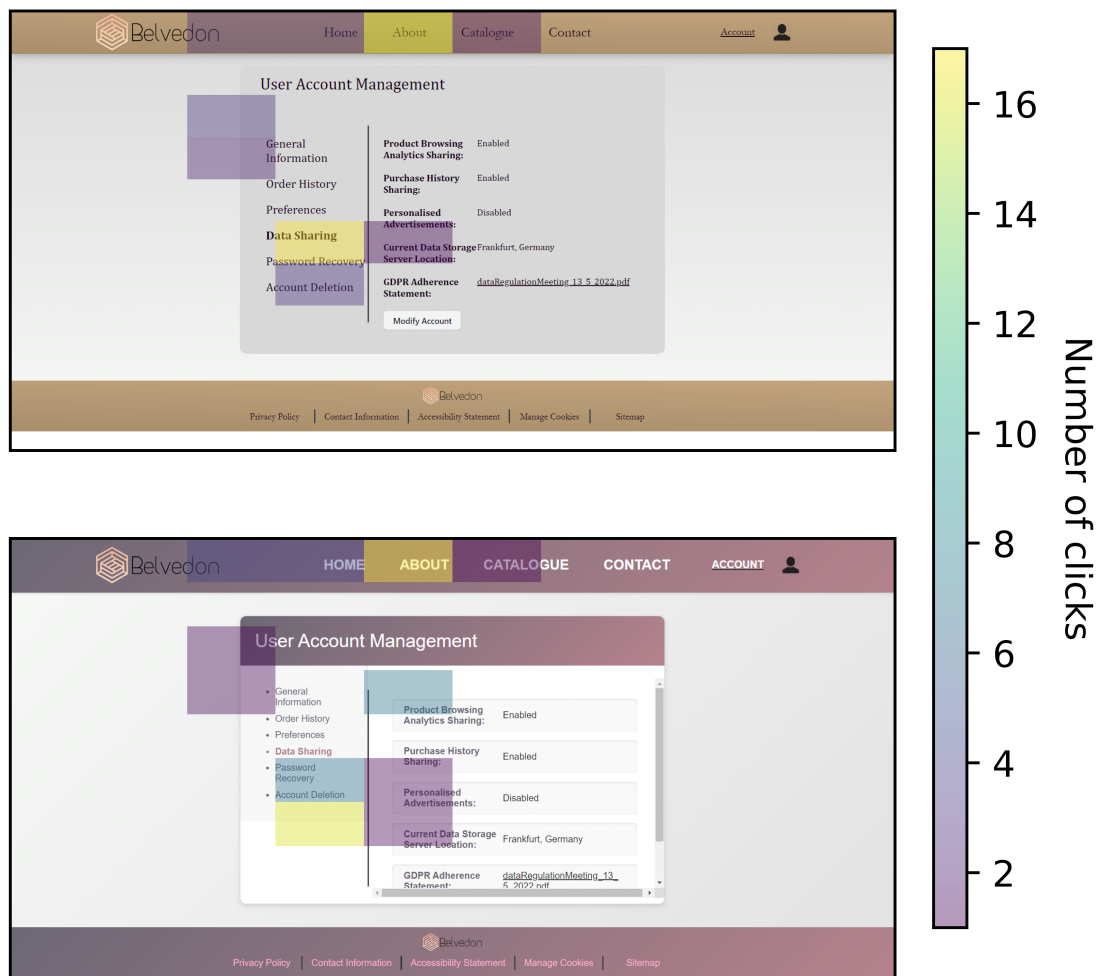 Belvedon
Home About Catalogue Contact Account
User Account Management
General
Information
Order History
Preferences
Data Sharing
Password Recovery
Account Deletion
Product Browsing
Analytics Sharing:
Enabled
Purchase History
Sharing:
Enabled
Personalised
Advertisements:
Disabled
Current Data Storage
Server Location:
Frankfurt, Germany
GDPR Adherence
Statement:
dataRegulationMeeting_13_5_2022.pdf
Modify Account
Belvedon
Privacy Policy Contact Information Accessibility Statement Manage Cookies Sitemap
Belvedon
HOME ABOUT CATALOGUE CONTACT ACCOUNT
User Account Management
General
Information
Order History
Preferences
Data Sharing
Password
Recovery
Account Deletion
Product Browsing
Analytics Sharing:
Enabled
Purchase History
Sharing:
Enabled
Personalised
Advertisements:
Disabled
Current Data Storage
Server Location:
Frankfurt, Germany
GDPR Adherence
Statement:
dataRegulationMeeting_13_
5_2022.pdf
Belvedon
Privacy Policy Contact Information Accessibility Statement Manage Cookies Sitemap
16
14
12
10
8
6
4
2
Number of clicks